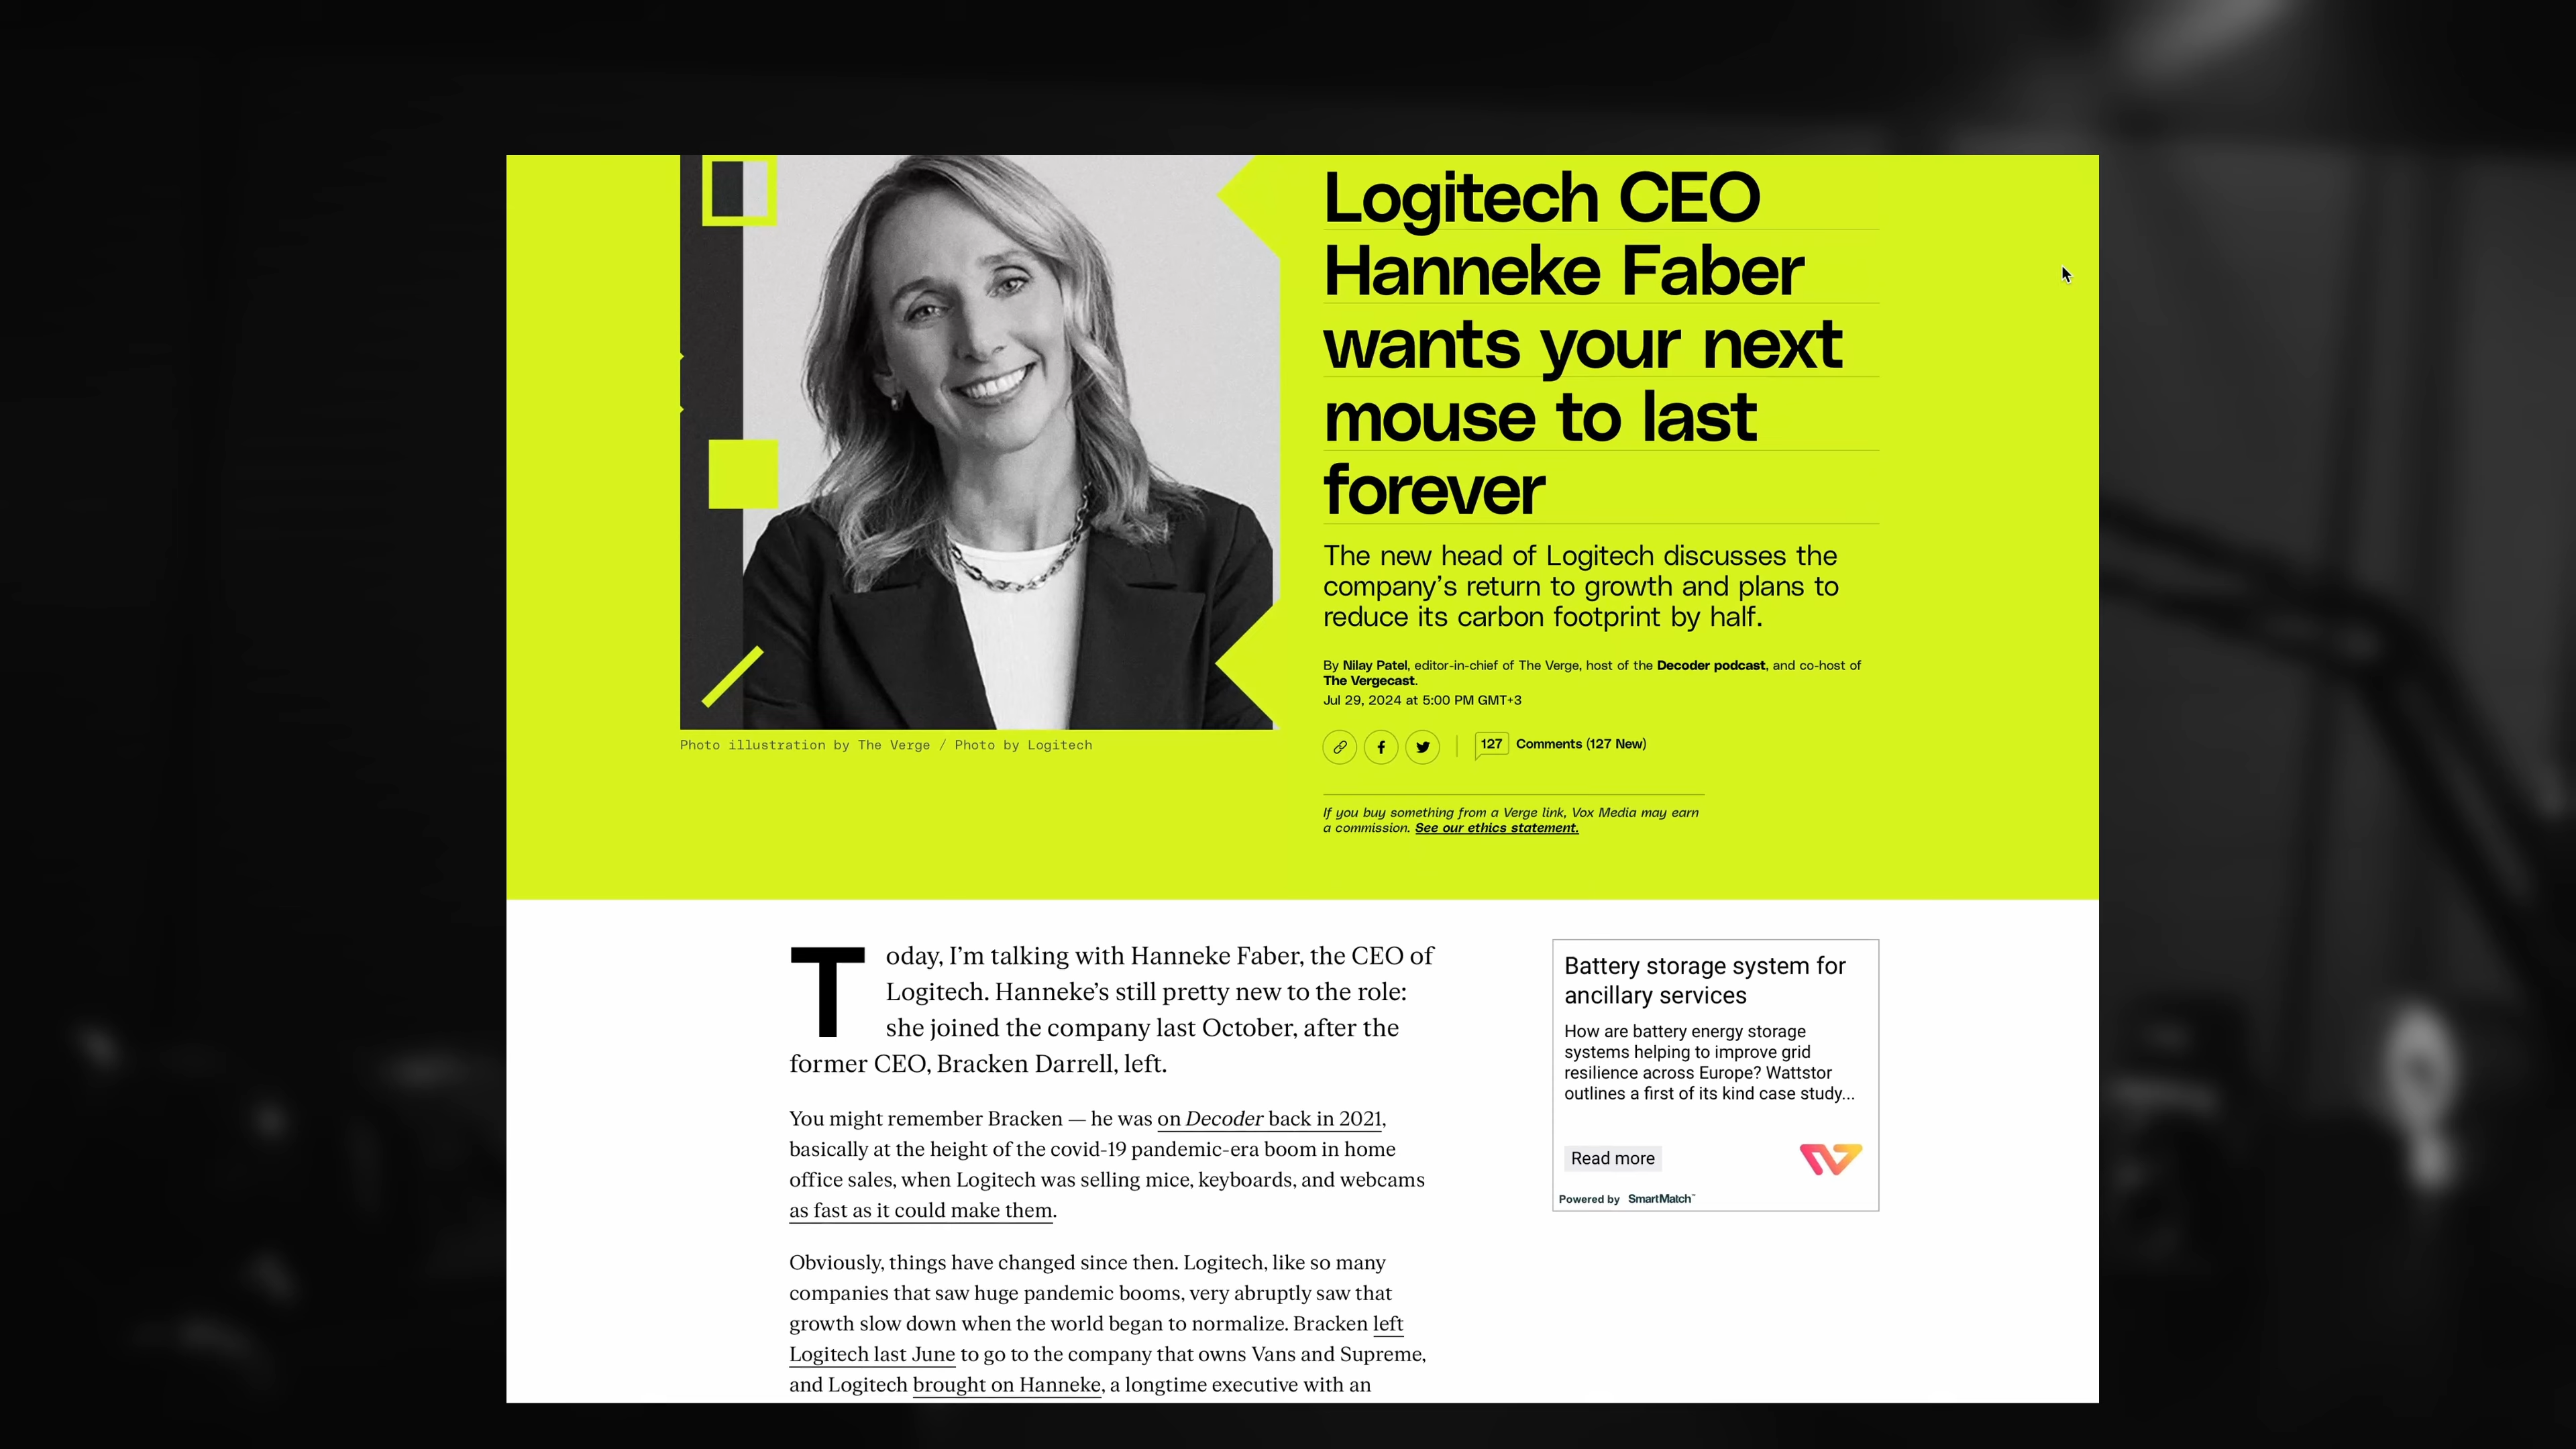 Logitech CEO
Hanneke Faber
wants your next
mouse to last
forever
The new head of Logitech discusses the
company's return to growth and plans to
reduce its carbon footprint by half.
By Nilay Patel, editor-in-chief of The Verge, host of the Decoder podcast, and co-host of
The Vergecast.
Jul 29, 2024 at 5:00 PM GMT+3
127 Comments (127 New)
If you buy something from a Verge link, Vox Media may earn
a commission. See our ethics statement.
Photo illustration by The Verge / Photo by Logitech
Today, I'm talking with Hanneke Faber, the CEO of
Logitech. Hanneke's still pretty new to the role:
she joined the company last October, after the
former CEO, Bracken Darrell, left.
You might remember Bracken — he was on Decoder back in 2021,
basically at the height of the covid-19 pandemic-era boom in home
office sales, when Logitech was selling mice, keyboards, and webcams
as fast as it could make them.
Obviously, things have changed since then. Logitech, like so many
companies that saw huge pandemic booms, very abruptly saw that
growth slow down when the world began to normalize. Bracken left
Logitech last June to go to the company that owns Vans and Supreme,
and Logitech brought on Hanneke, a longtime executive with an
Battery storage system for
ancillary services
How are battery energy storage
systems helping to improve grid
resilience across Europe? Wattstor
outlines a first of its kind case study...
Read more
Powered by SmartMatch™